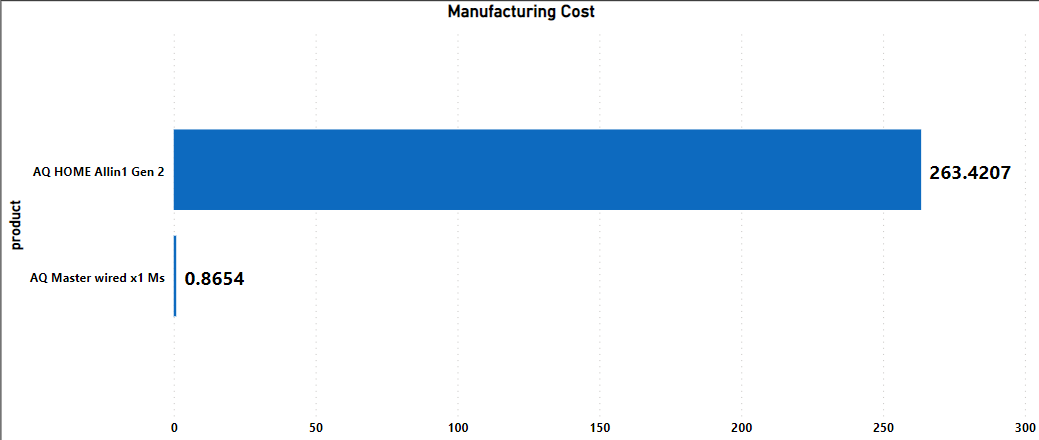 Manufacturing Cost
product
AQ HOME Allin1 Gen 2
263.4207
AQ Master wired x1 Ms
0.8654
0 50 100 150 200 250 300